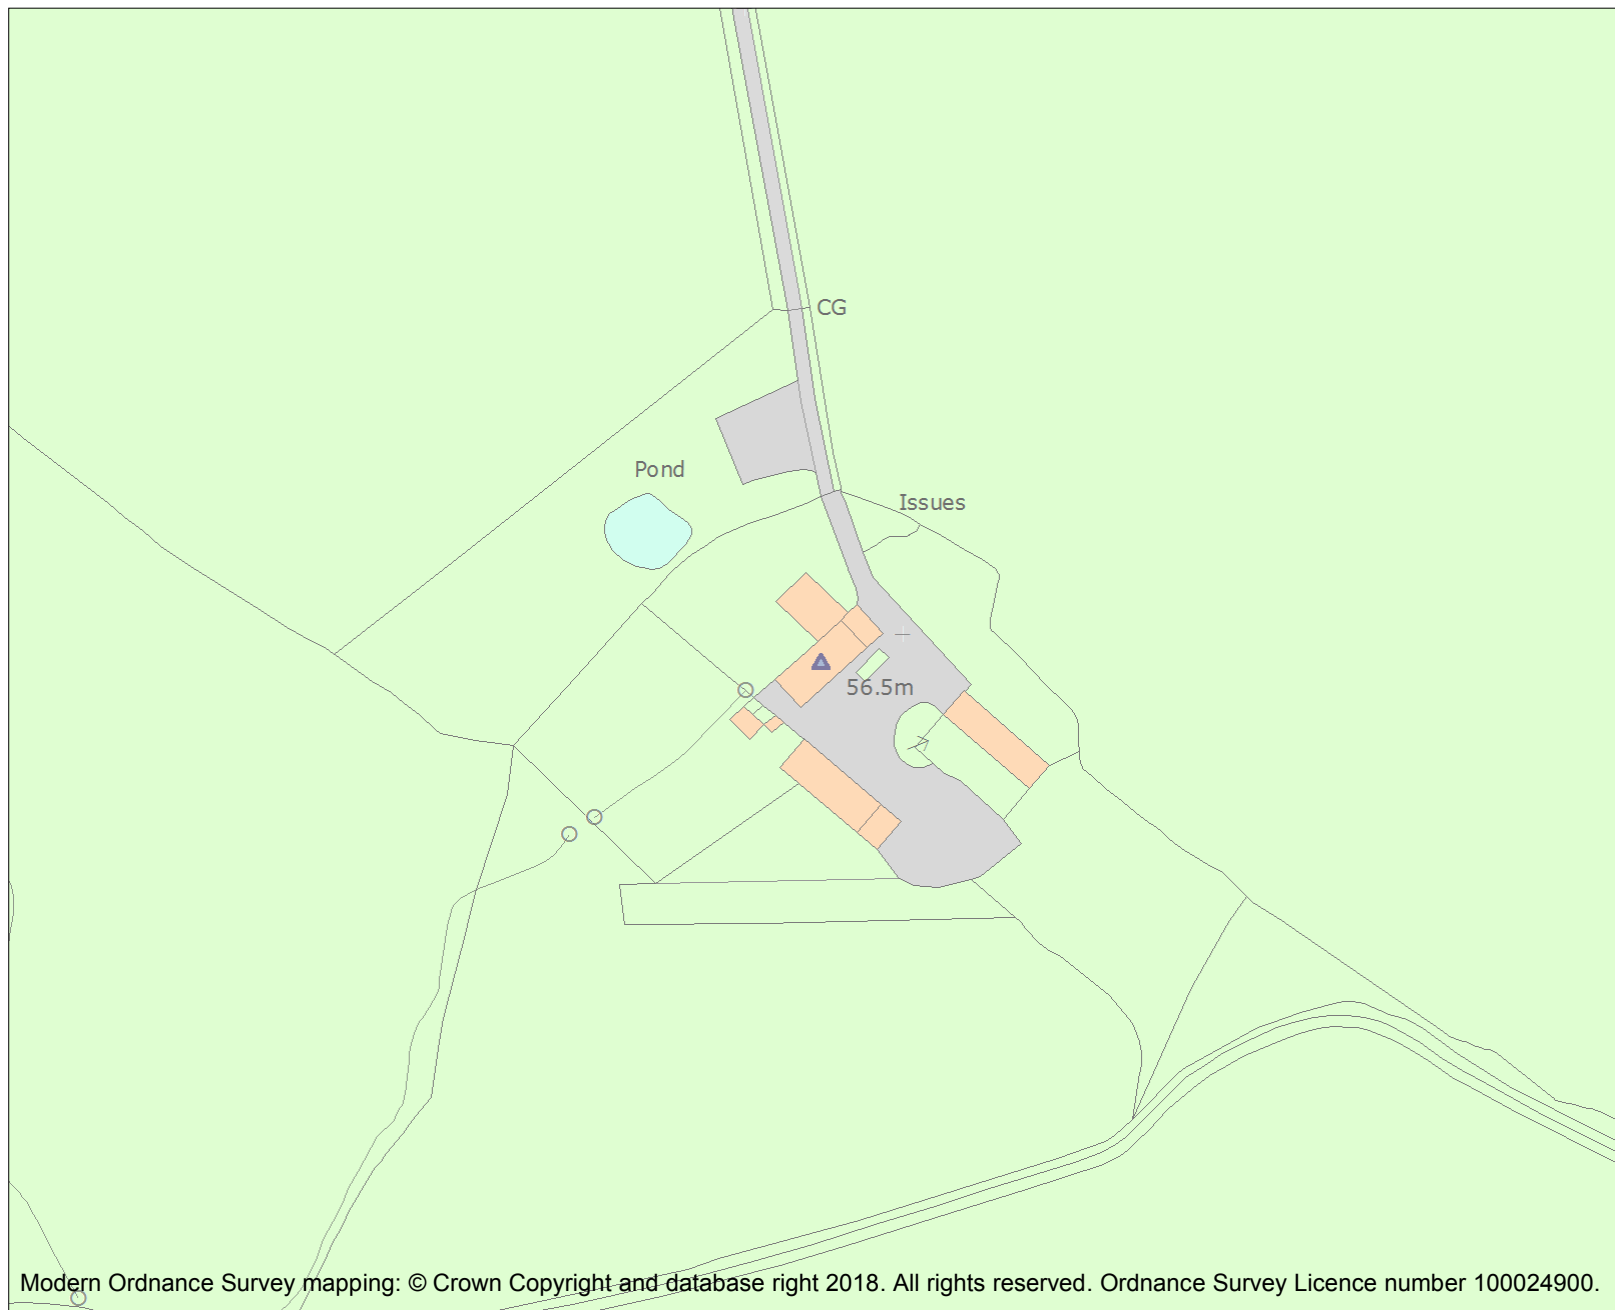 CG
Pond
Issues
56.5m
Modern Ordnance Survey mapping: © Crown Copyright and database right 2018. All rights reserved. Ordnance Survey Licence number 100024900.